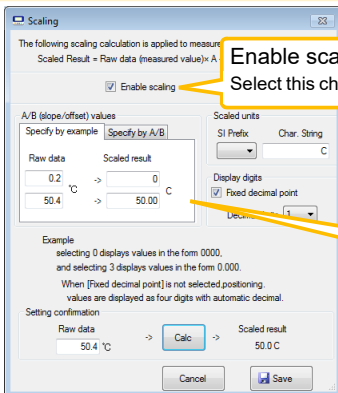 Scaling
The following scaling calculation is applied to measure
Scaled Result = Raw data (measured value)× A
Enable sca
Select this ch
Enable scaling
A/B (slope/offset) values
Specify by example
Specify by A/B
Raw data
Scaled result
0.2
°C
->
0
C
50.4
->
50.00
Scaled units
SI Prefix
Char. String
C
Display digits
Fixed decimal point
1
Example
selecting 0 displays values in the form 0000,
and selecting 3 displays values in the form 0.000.
When [Fixed decimal point] is not selected,positioning.
values are displayed as four digits with automatic decimal.
Setting confirmation
Raw data
50.4 °C
->
Calc
->
Scaled result
50.0 C
Cancel
Save